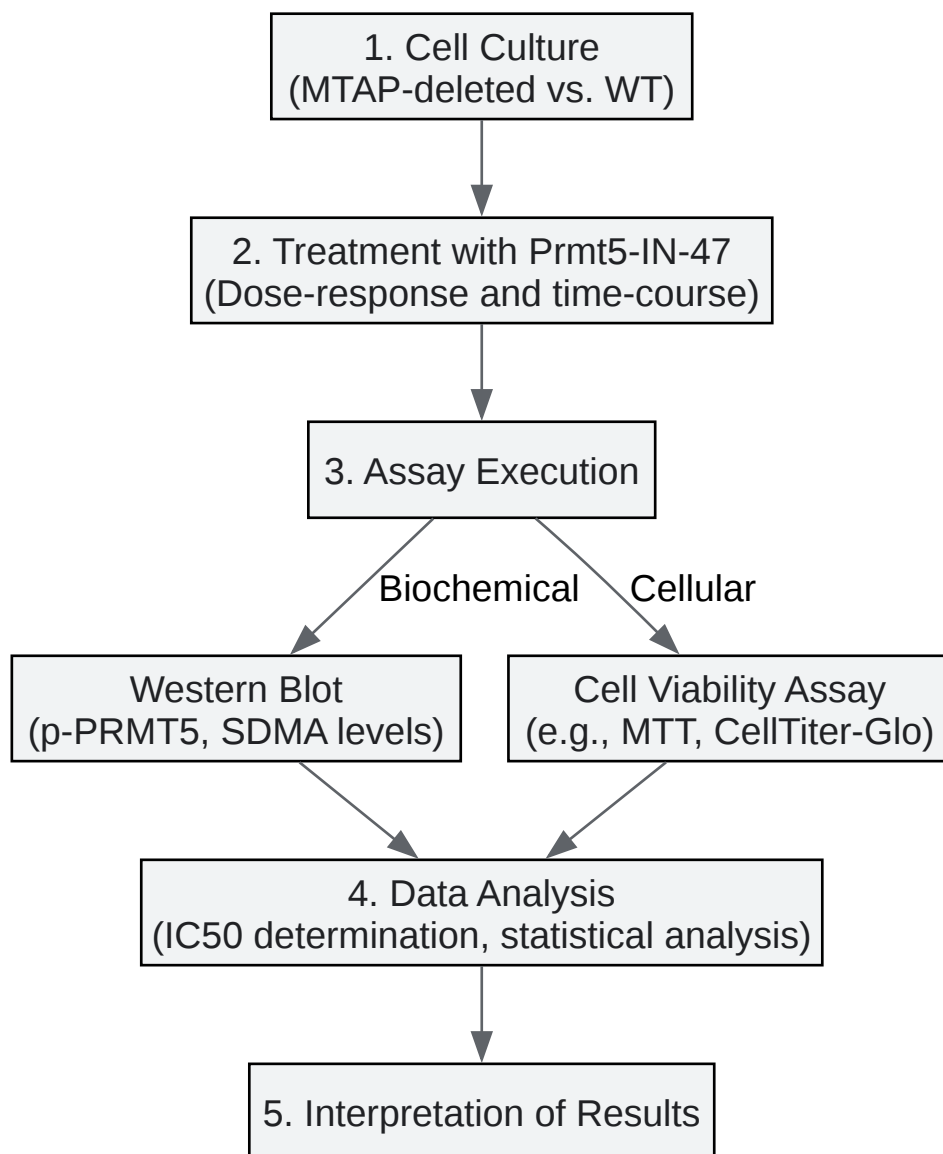 1. Cell Culture
(MTAP-deleted vs. WT)
2. Treatment with Prmt5-IN-47
(Dose-response and time-course)
3. Assay Execution
Biochemical
Cellular
Western Blot
(p-PRMT5, SDMA levels)
Cell Viability Assay
(e.g., MTT, CellTiter-Glo)
4. Data Analysis
(IC50 determination, statistical analysis)
5. Interpretation of Results